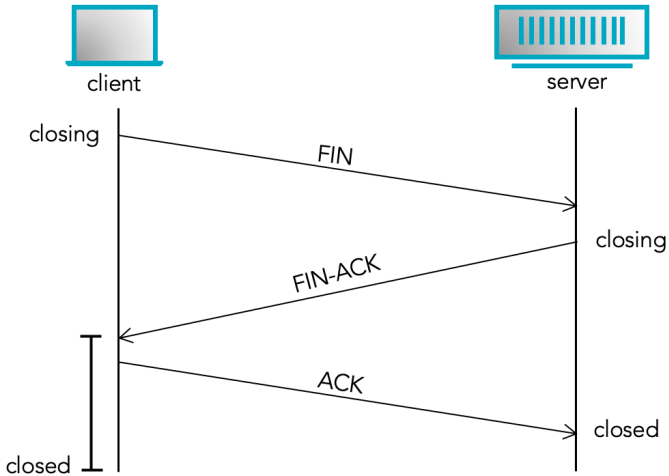 client
server
closing
FIN
closing
FIN-ACK
ACK
closed
closed